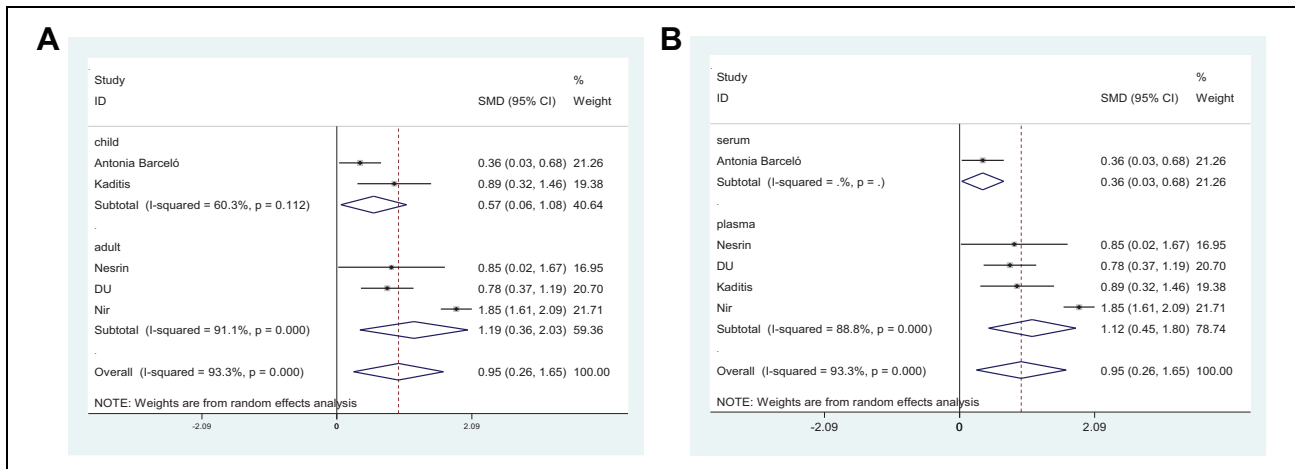 A
Study %
ID SMD (95% CI) Weight
child
Antonia Barceló 0.36 (0.03, 0.68) 21.26
Kaditis 0.89 (0.32, 1.46) 19.38
Subtotal (I-squared = 60.3%, p = 0.112) 0.57 (0.06, 1.08) 40.64
.
adult
Nesrin 0.85 (0.02, 1.67) 16.95
DU 0.78 (0.37, 1.19) 20.70
Nir 1.85 (1.61, 2.09) 21.71
Subtotal (I-squared = 91.1%, p = 0.000) 1.19 (0.36, 2.03) 59.36
.
Overall (I-squared = 93.3%, p = 0.000) 0.95 (0.26, 1.65) 100.00
NOTE: Weights are from random effects analysis
-2.09 0 2.09
B
Study %
ID SMD (95% CI) Weight
serum
Antonia Barceló 0.36 (0.03, 0.68) 21.26
Subtotal (I-squared = .%, p = .) 0.36 (0.03, 0.68) 21.26
.
plasma
Nesrin 0.85 (0.02, 1.67) 16.95
DU 0.78 (0.37, 1.19) 20.70
Kaditis 0.89 (0.32, 1.46) 19.38
Nir 1.85 (1.61, 2.09) 21.71
Subtotal (I-squared = 88.8%, p = 0.000) 1.12 (0.45, 1.80) 78.74
.
Overall (I-squared = 93.3%, p = 0.000) 0.95 (0.26, 1.65) 100.00
NOTE: Weights are from random effects analysis
-2.09 0 2.09